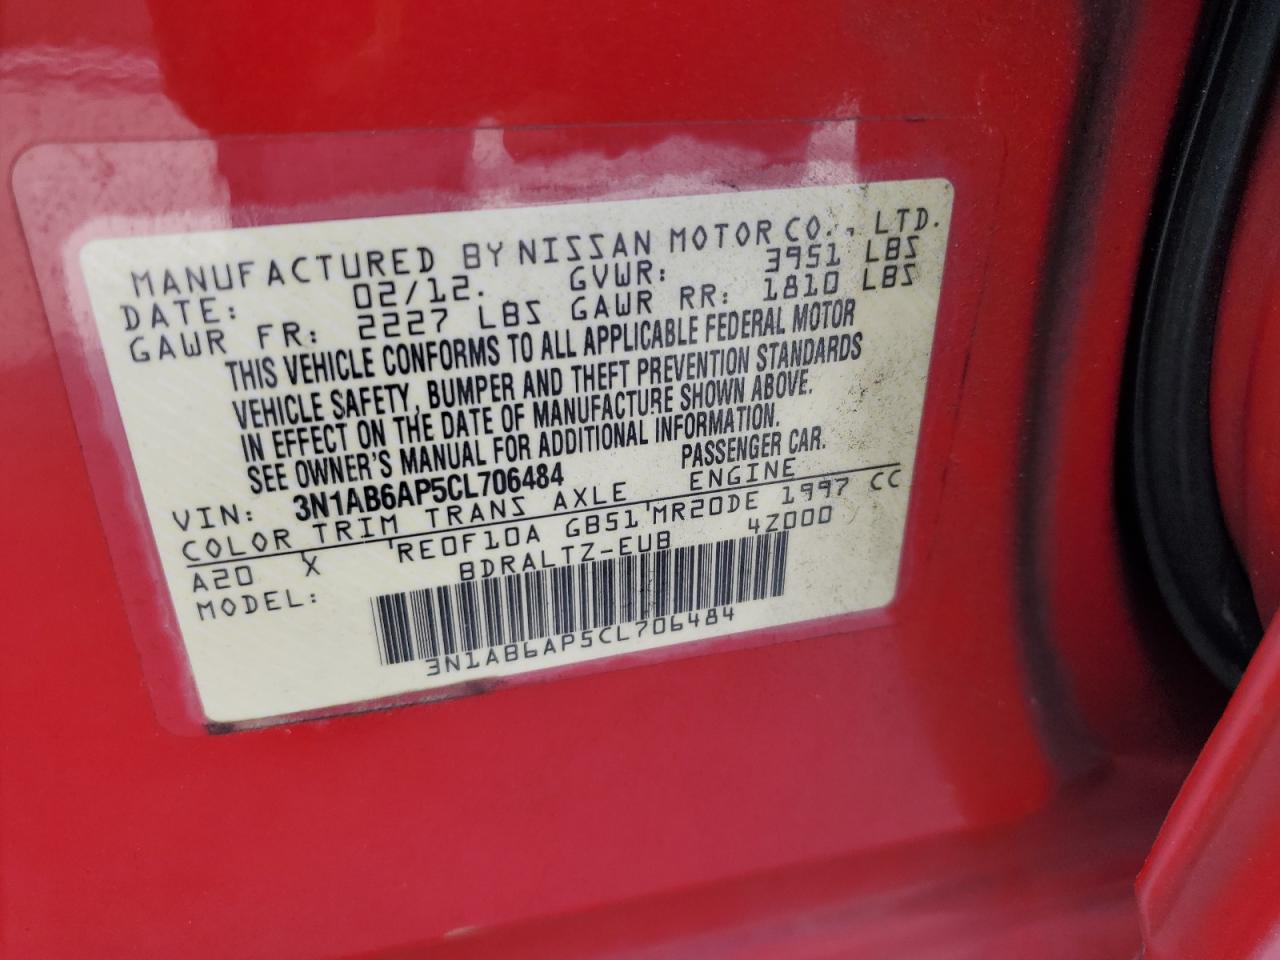 MANUFACTURED BY NISSAN MOTOR CO., LTD.
DATE: 02/12. GVWR: 3951 LBS
GAWR FR: 2227 LBS GAWR RR: 1810 LBS
THIS VEHICLE CONFORMS TO ALL APPLICABLE FEDERAL MOTOR
VEHICLE SAFETY, BUMPER AND THEFT PREVENTION STANDARDS
IN EFFECT ON THE DATE OF MANUFACTURE SHOWN ABOVE.
SEE OWNER'S MANUAL FOR ADDITIONAL INFORMATION.
VIN: 3N1AB6AP5CL706484 PASSENGER CAR.
COLOR TRIM TRANS AXLE ENGINE
A20 X RE0F10A GB51 MR20DE 1997 CC
MODEL: BDRALTZ-EUB 4Z000
3N1AB6AP5CL706484